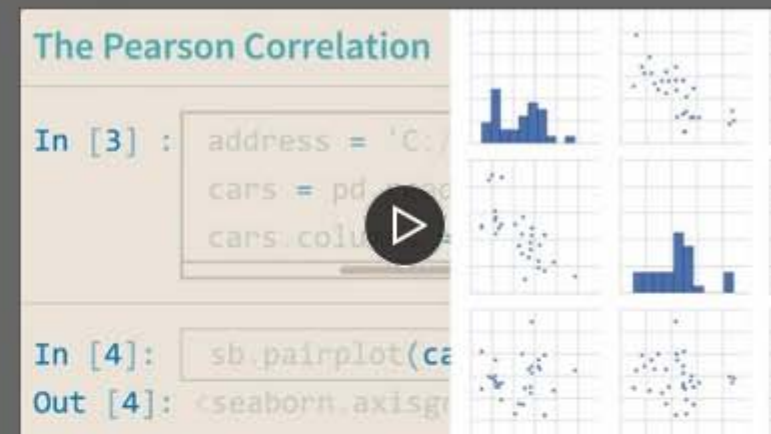 The Pearson Correlation
In [3] : address = 'C:/
cars = pd
cars.colu =
In [4]: sb.pairplot(ca
Out [4]: <seaborn.axisgr